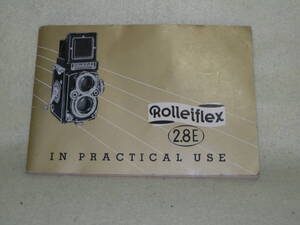 Rolleiflex
2.8E
IN PRACTICAL USE